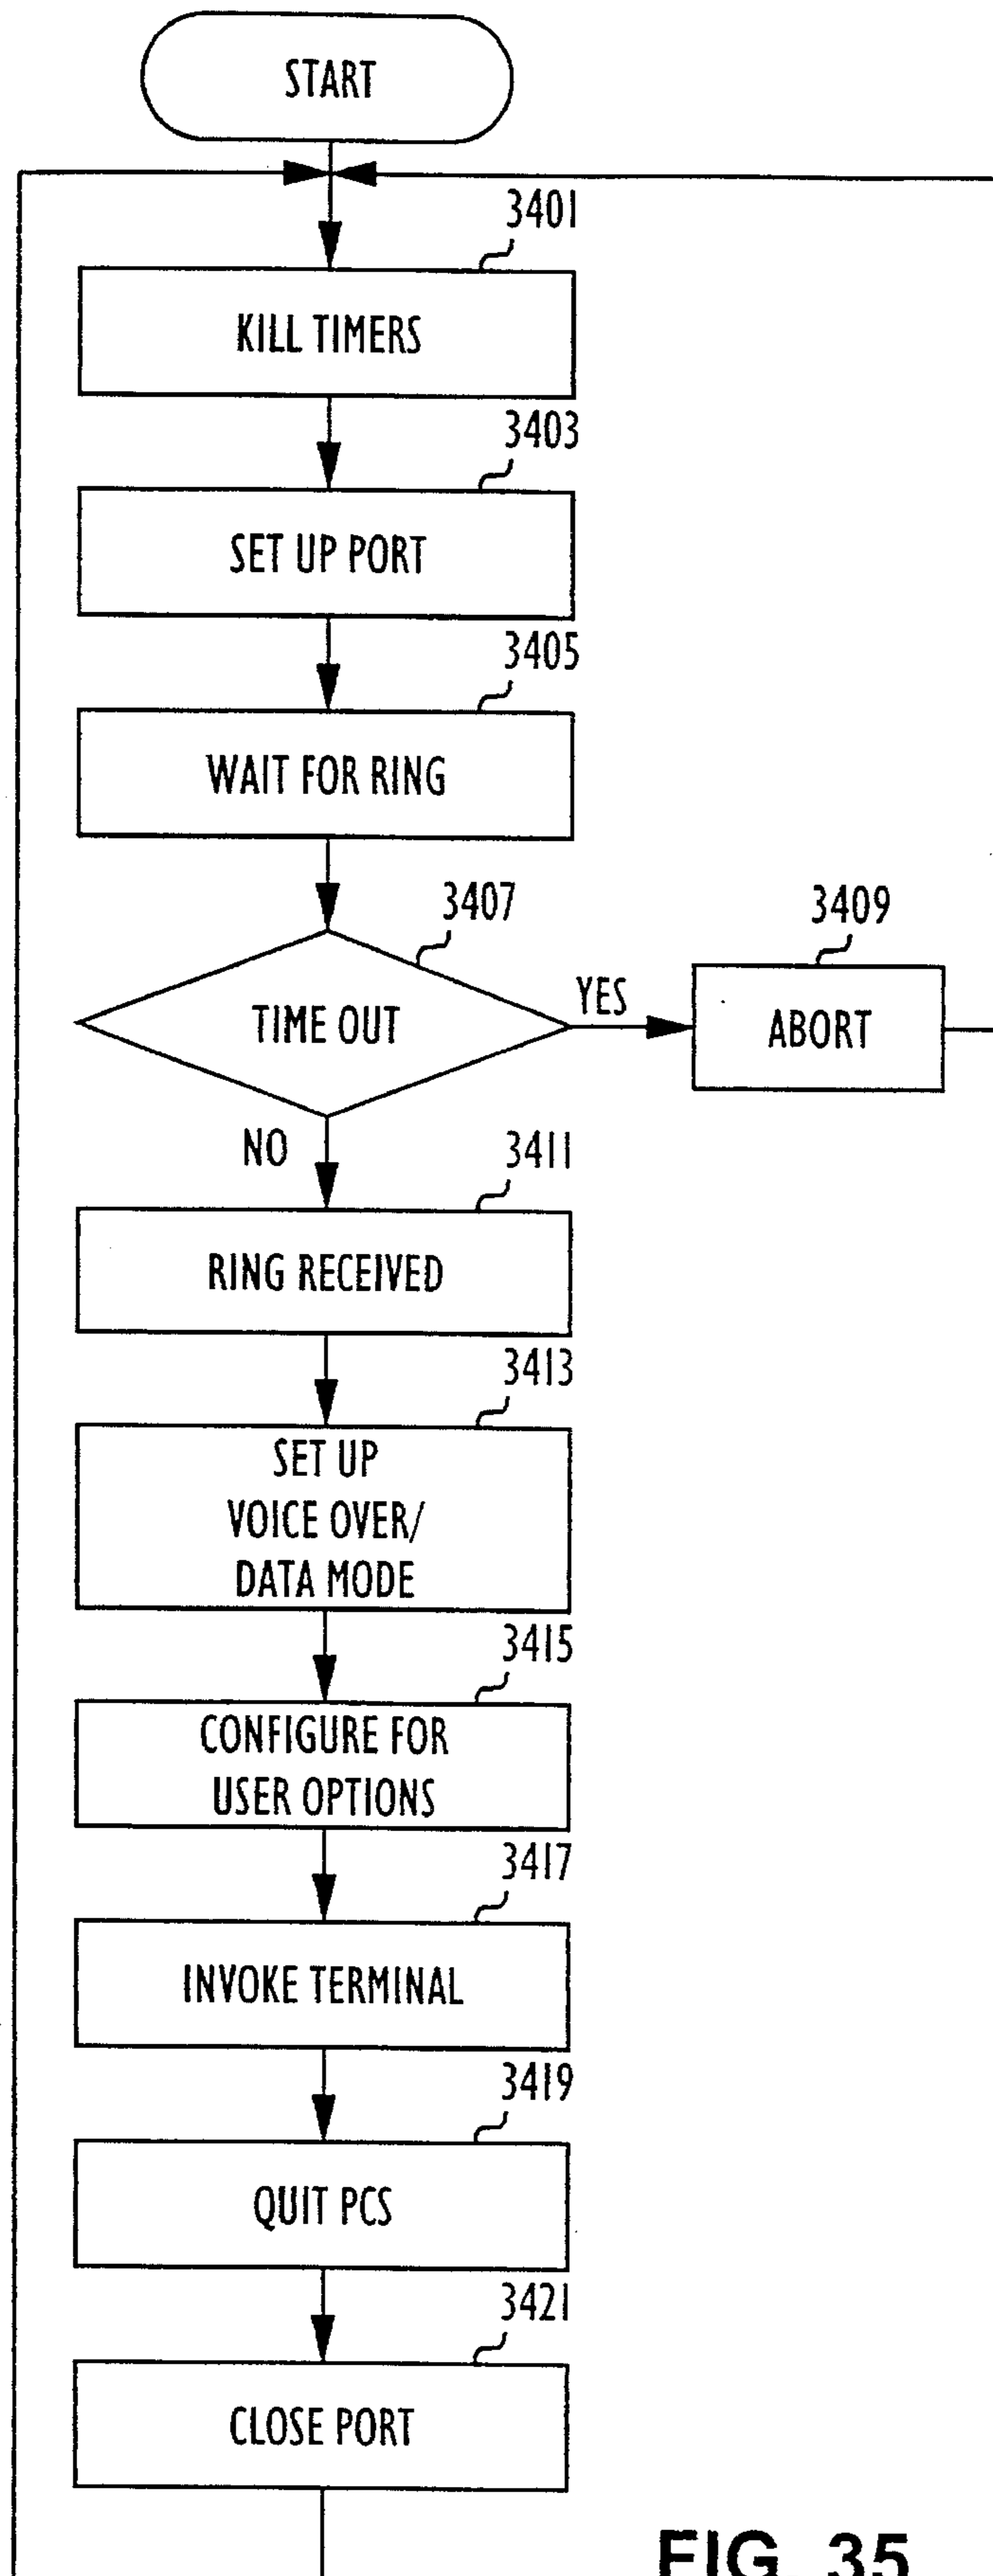 START
3401
KILL TIMERS
3403
SET UP PORT
3405
WAIT FOR RING
3407
TIME OUT
YES
3409
ABORT
NO
3411
RING RECEIVED
3413
SET UP
VOICE OVER/
DATA MODE
3415
CONFIGURE FOR
USER OPTIONS
3417
INVOKE TERMINAL
3419
QUIT PCS
3421
CLOSE PORT
FIG. 35